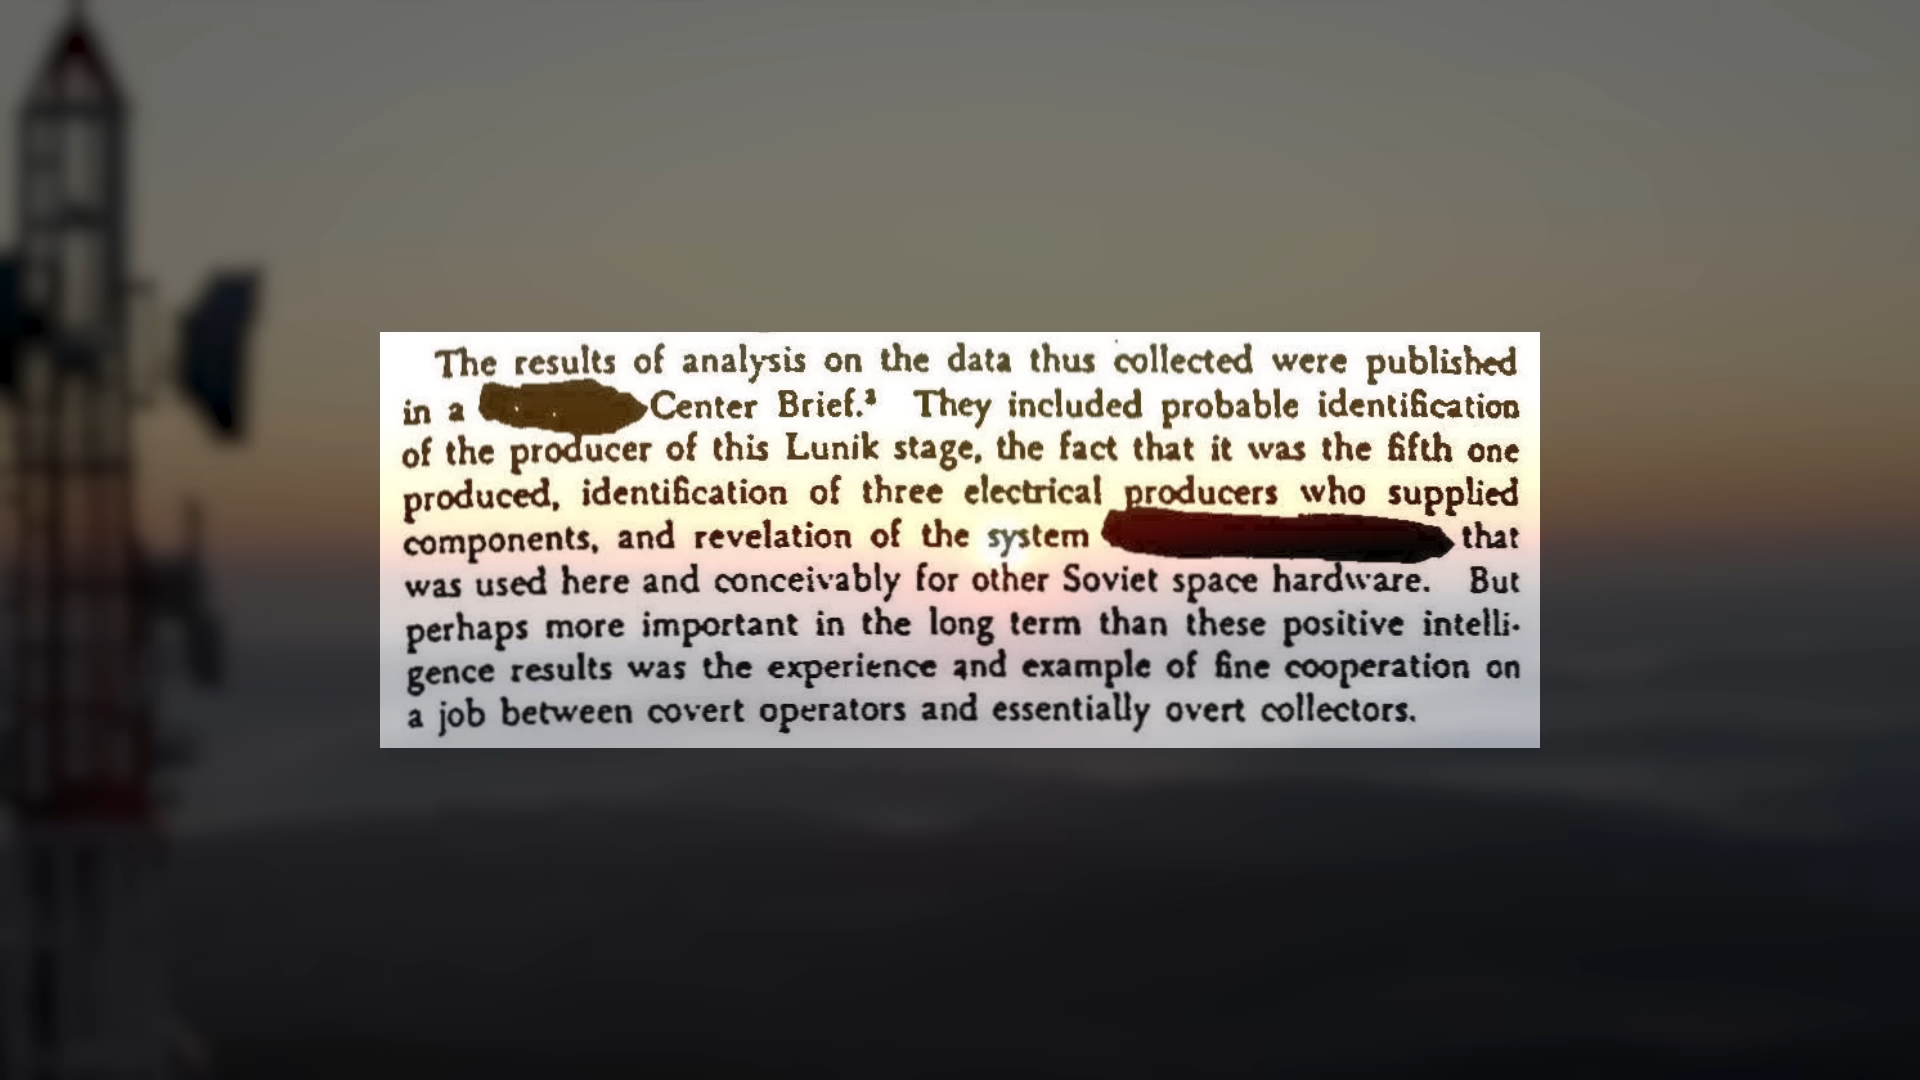 The results of analysis on the data thus collected were published
in a Center Brief.³ They included probable identification
of the producer of this Lunik stage, the fact that it was the fifth one
produced, identification of three electrical producers who supplied
components, and revelation of the system that
was used here and conceivably for other Soviet space hardware. But
perhaps more important in the long term than these positive intelli-
gence results was the experience and example of fine cooperation on
a job between covert operators and essentially overt collectors.